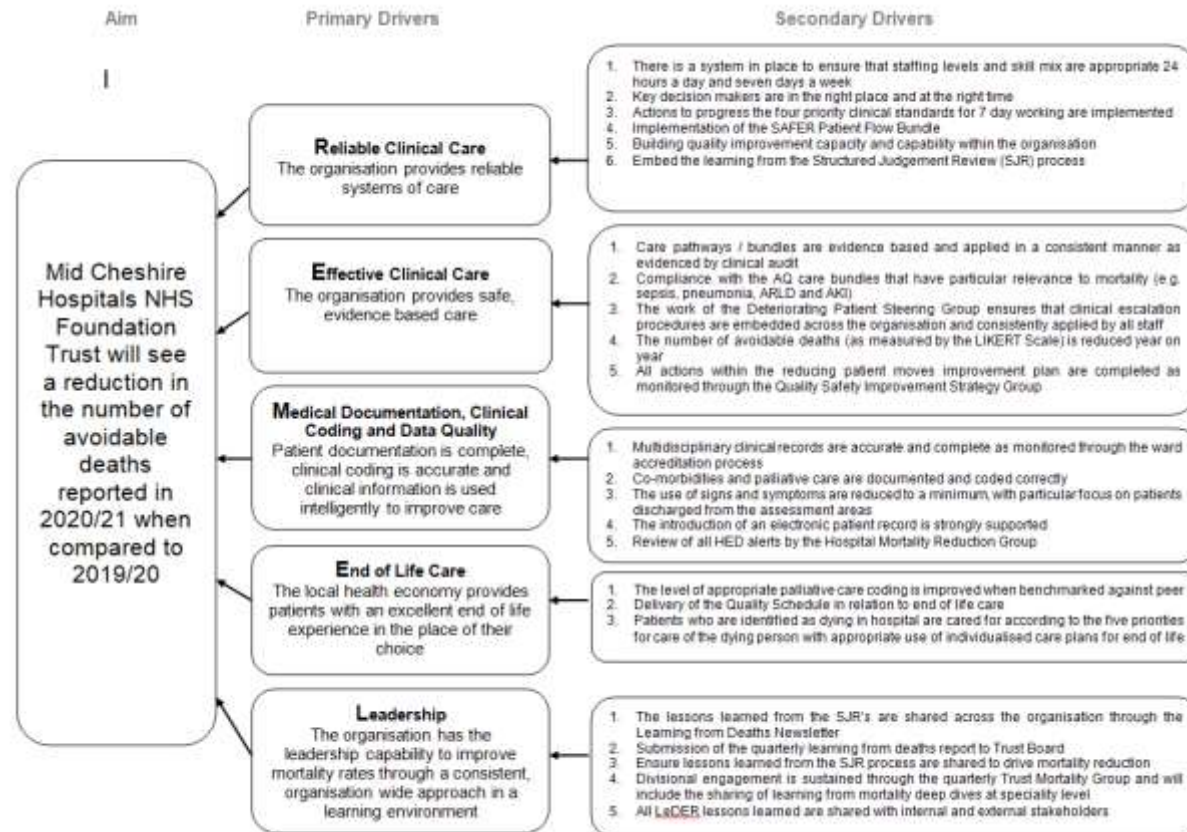 Aim
Primary Drivers
Secondary Drivers
Mid Cheshire
Hospitals NHS
Foundation
Trust will see
a reduction in
the number of
avoidable
deaths
reported in
2020/21 when
compared to
2019/20
Reliable Clinical Care
The organisation provides reliable
systems of care
1. There is a system in place to ensure that staffing levels and skill mix are appropriate 24
hours a day and seven days a week
2. Key decision makers are in the right place and at the right time
3. Actions to progress the four priority clinical standards for 7 day working are implemented
4. Implementation of the SAFER Patient Flow Bundle
5. Building quality improvement capacity and capability within the organisation
6. Embed the learning from the Structured Judgement Review (SJR) process
Effective Clinical Care
The organisation provides safe,
evidence based care
1. Care pathways / bundles are evidence based and applied in a consistent manner as
evidenced by clinical audit
2. Compliance with the AQ care bundles that have particular relevance to mortality (e.g.
sepsis, pneumonia, ARLD and AKI)
3. The work of the Deteriorating Patient Steering Group ensures that clinical escalation
procedures are embedded across the organisation and consistently applied by all staff
4. The number of avoidable deaths (as measured by the LIKERT Scale) is reduced year on
year
5. All actions within the reducing patient moves improvement plan are completed as
monitored through the Quality Safety Improvement Strategy Group
Medical Documentation, Clinical
Coding and Data Quality
Patient documentation is complete,
clinical coding is accurate and
clinical information is used
intelligently to improve care
1. Multidisciplinary clinical records are accurate and complete as monitored through the ward
accreditation process
2. Co-morbidities and palliative care are documented and coded correctly
3. The use of signs and symptoms are reduced to a minimum, with particular focus on patients
discharged from the assessment areas
4. The introduction of an electronic patient record is strongly supported
5. Review of all HED alerts by the Hospital Mortality Reduction Group
End of Life Care
The local health economy provides
patients with an excellent end of life
experience in the place of their
choice
1. The level of appropriate palliative care coding is improved when benchmarked against peer
2. Delivery of the Quality Schedule in relation to end of life care
3. Patients who are identified as dying in hospital are cared for according to the five priorities
for care of the dying person with appropriate use of individualised care plans for end of life
Leadership
The organisation has the
leadership capability to improve
mortality rates through a consistent,
organisation wide approach in a
learning environment
1. The lessons learned from the SJR's are shared across the organisation through the
Learning from Deaths Newsletter
2. Submission of the quarterly learning from deaths report to Trust Board
3. Ensure lessons learned from the SJR process are shared to drive mortality reduction
4. Divisional engagement is sustained through the quarterly Trust Mortality Group and will
include the sharing of learning from mortality deep dives at speciality level
5. All LeDER lessons learned are shared with internal and external stakeholders